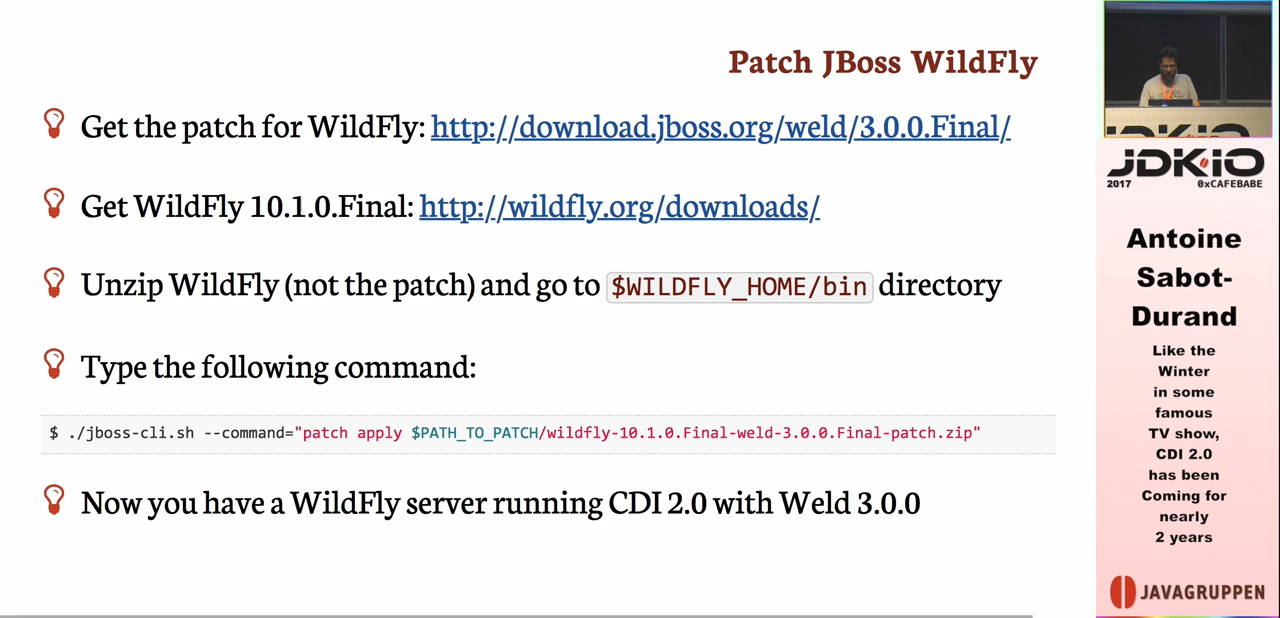 Patch JBoss WildFly
Get the patch for WildFly: http://download.jboss.org/weld/3.0.0.Final/
Get WildFly 10.1.0.Final: http://wildfly.org/downloads/
Unzip WildFly (not the patch) and go to $WILDFLY_HOME/bin directory
Type the following command:
$ ./jboss-cli.sh --command="patch apply $PATH_TO_PATCH/wildfly-10.1.0.Final-weld-3.0.0.Final-patch.zip"
Now you have a WildFly server running CDI 2.0 with Weld 3.0.0
JDK.IO
JDK.IO
2017 0xCAFEBABE
Antoine
Sabot-
Durand
Like the
Winter
in some
famous
TV show,
CDI 2.0
has been
Coming for
nearly
2 years
JAVAGRUPPEN